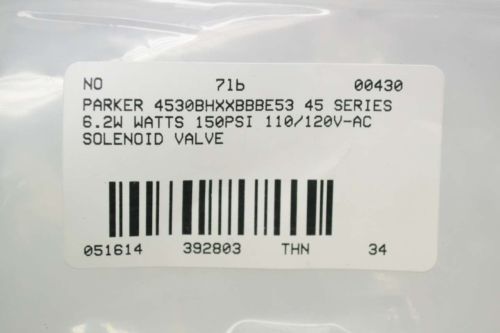 NO 7lb 00430
PARKER 4530BHXXBBBE53 45 SERIES
6.2W WATTS 150PSI 110/120V-AC
SOLENOID VALVE
051614 392803 THN 34